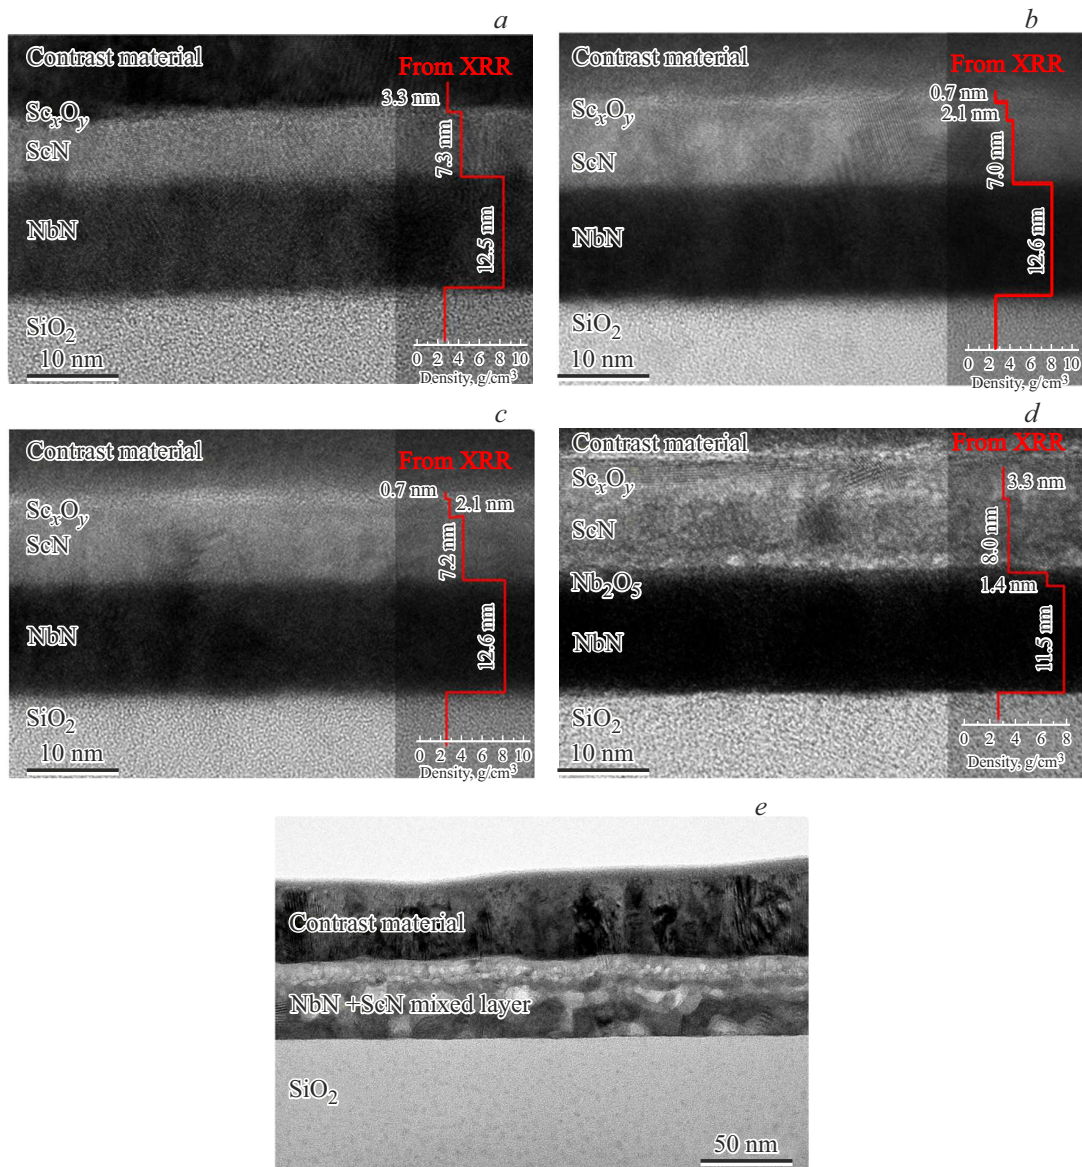 a
Contrast material
From XRR
3.3 nm
Sc_xO_y
ScN
7.3 nm
NbN
12.5 nm
SiO₂
10 nm
0 2 4 6 8 10
Density, g/cm³
b
Contrast material
From XRR
0.7 nm
Sc_xO_y
2.1 nm
ScN
7.0 nm
NbN
12.6 nm
SiO₂
10 nm
0 2 4 6 8 10
Density, g/cm³
c
Contrast material
From XRR
0.7 nm
2.1 nm
Sc_xO_y
ScN
7.2 nm
NbN
12.6 nm
SiO₂
10 nm
0 2 4 6 8 10
Density, g/cm³
d
Contrast material
From XRR
Sc_xO_y
3.3 nm
ScN
8.0 nm
Nb₂O₅
1.4 nm
NbN
11.5 nm
SiO₂
10 nm
0 2 4 6 8
Density, g/cm³
e
Contrast material
NbN +ScN mixed layer
SiO₂
50 nm